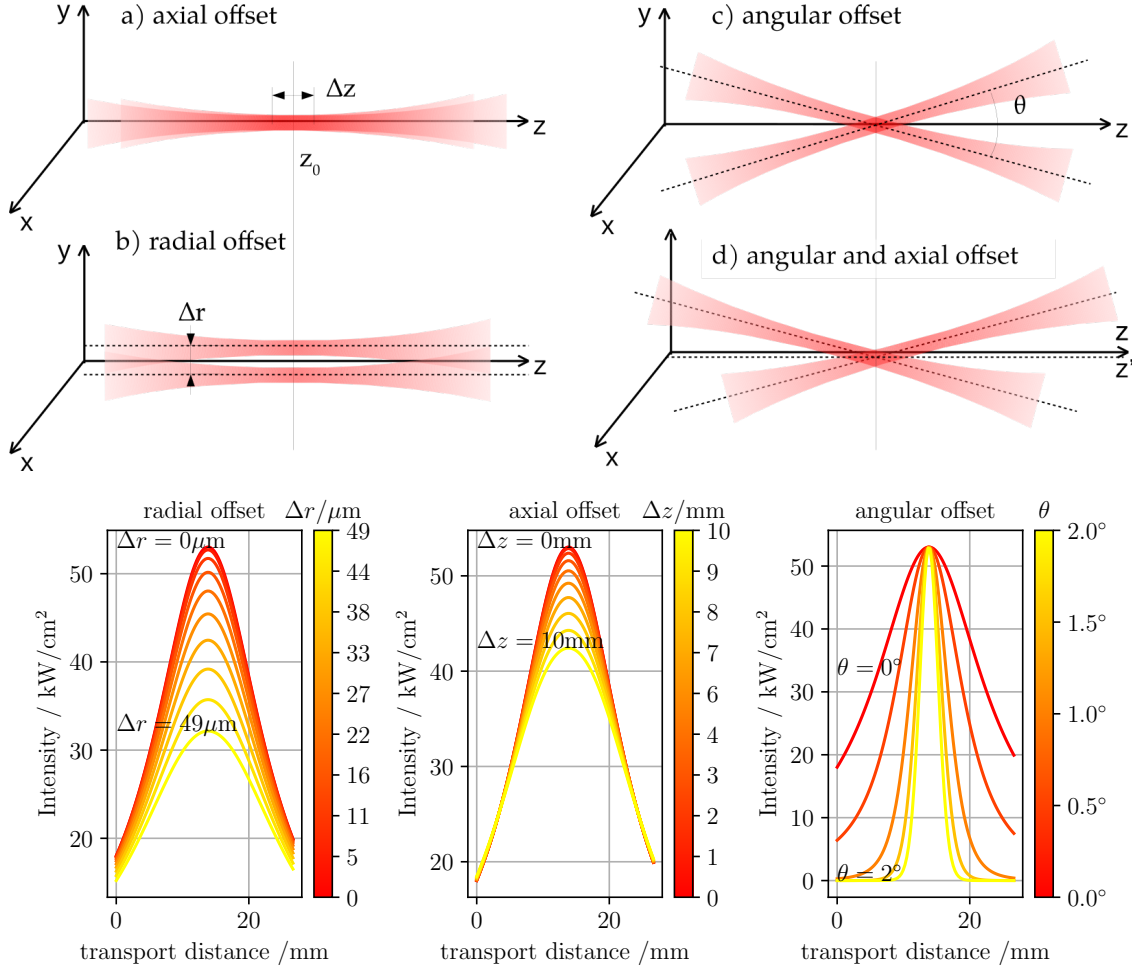 a) axial offset
y
Δz
z
z₀
x
b) radial offset
y
Δr
z
x
c) angular offset
y
θ
z
x
d) angular and axial offset
z
z'
x
radial offset
Δr/μm
Δr = 0μm
Δr = 49μm
50
40
30
20
0
20
Intensity / kW/cm²
transport distance /mm
49
44
38
33
27
22
16
11
5
0
axial offset
Δz/mm
Δz = 0mm
Δz = 10mm
50
40
30
20
0
20
Intensity / kW/cm²
transport distance /mm
10
9
8
7
6
5
4
3
2
1
0
angular offset
θ
θ = 0°
θ = 2°
50
40
30
20
10
0
0
20
Intensity / kW/cm²
transport distance /mm
2.0°
1.5°
1.0°
0.5°
0.0°